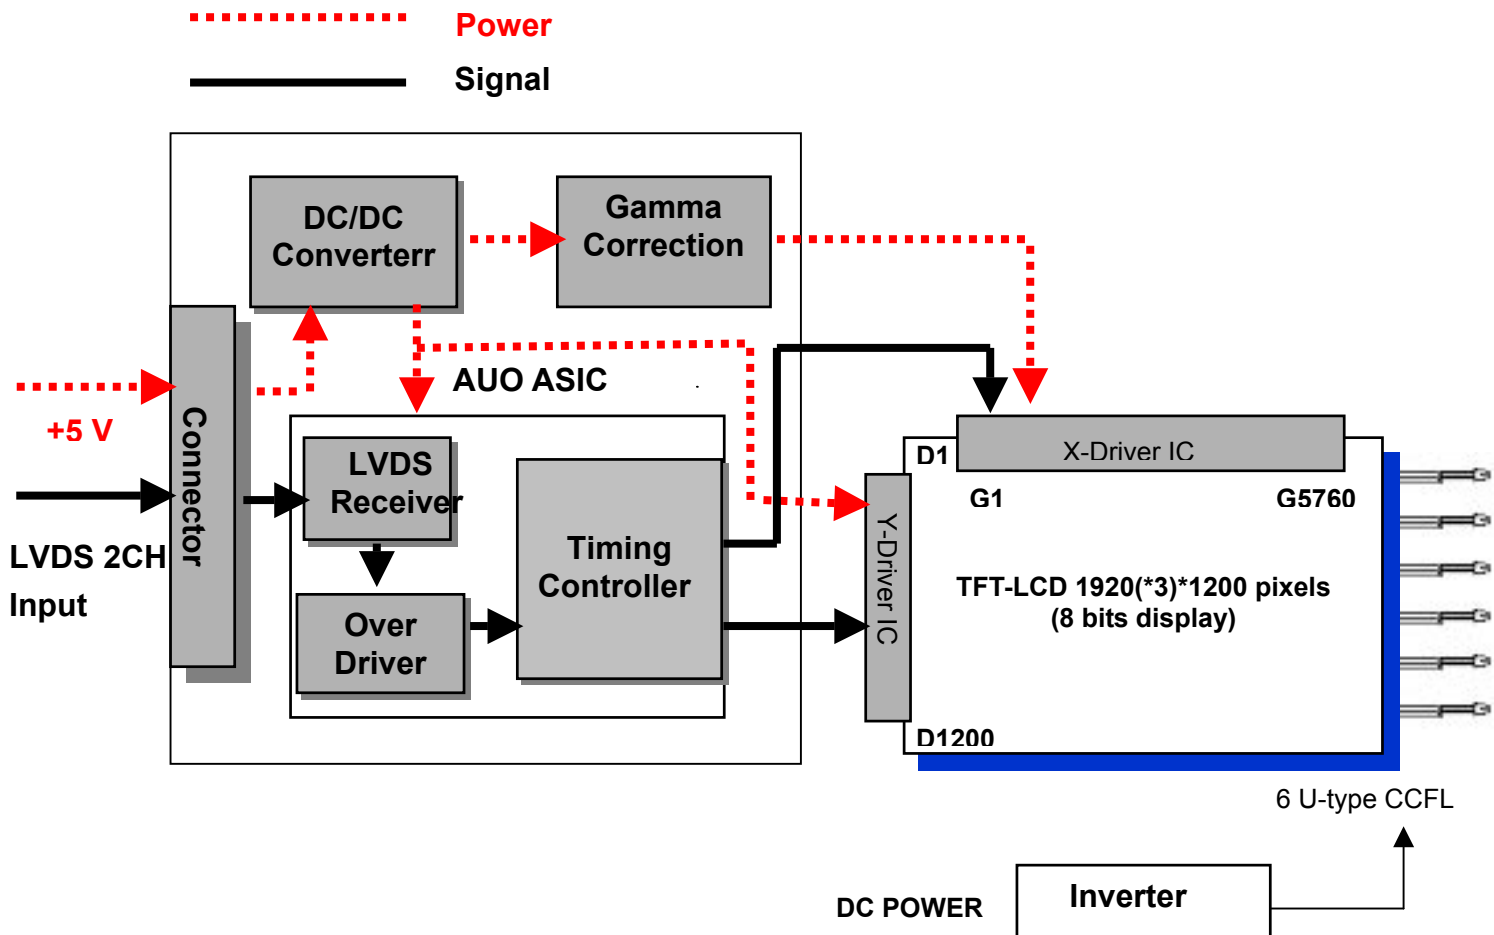 Power
Signal
DC/DC
Converterr
Gamma
Correction
+5 V
AUO ASIC
Connector
LVDS 2CH
Input
LVDS
Receiver
Over
Driver
Timing
Controller
X-Driver IC
D1
G1
G5760
Y-Driver IC
TFT-LCD 1920(*3)*1200 pixels
(8 bits display)
D1200
6 U-type CCFL
DC POWER
Inverter